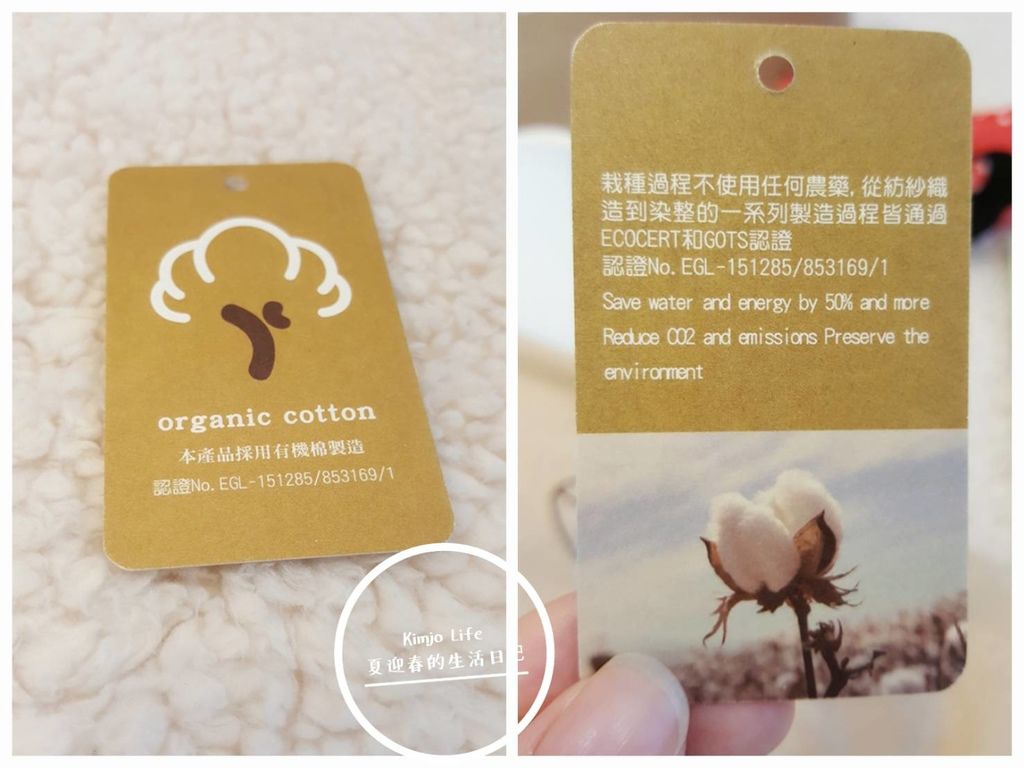 organic cotton
本產品採用有機棉製造
認證No. EGL-151285/853169/1
Kimjo Life
夏迎春的生活日記
栽種過程不使用任何農藥,從紡紗織
造到染整的一系列製造過程皆通過
ECOCERT和GOTS認證
認證No. EGL-151285/853169/1
Save water and energy by 50% and more
Reduce CO2 and emissions Preserve the
environment